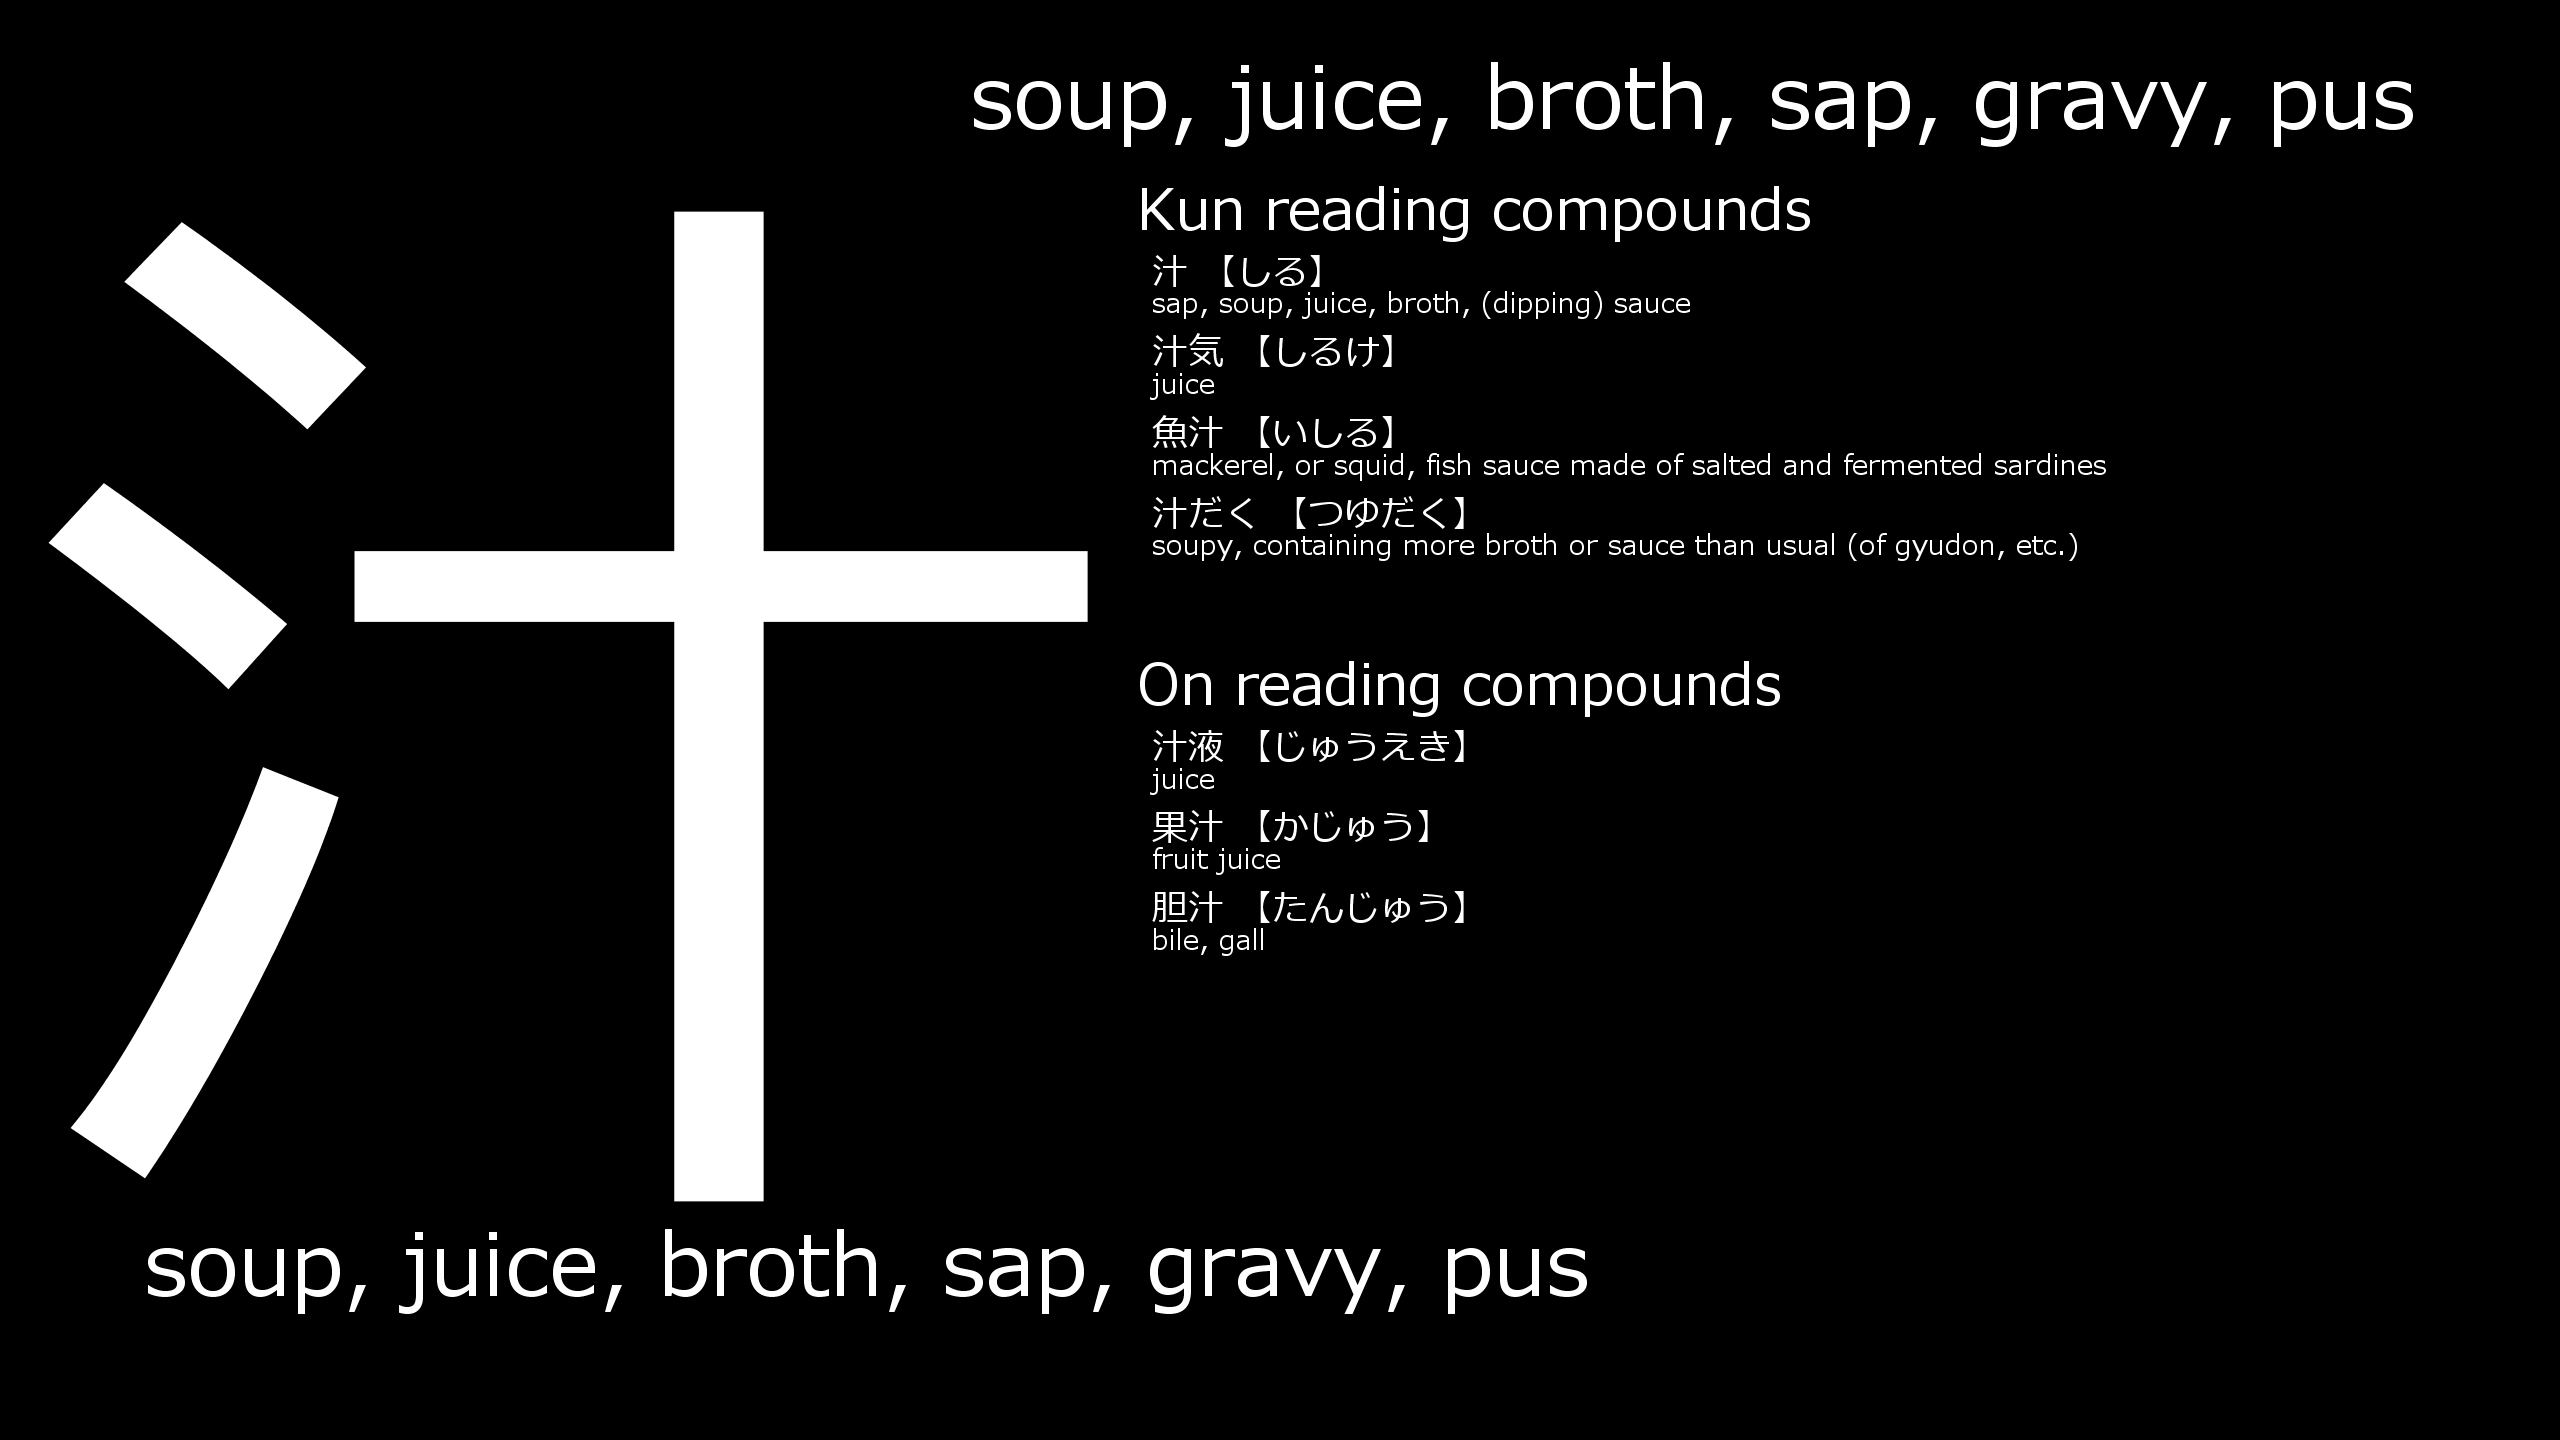 soup, juice, broth, sap, gravy, pus
汁
Kun reading compounds
汁 【しる】
sap, soup, juice, broth, (dipping) sauce
汁気 【しるけ】
juice
魚汁 【いしる】
mackerel, or squid, fish sauce made of salted and fermented sardines
汁だく 【つゆだく】
soupy, containing more broth or sauce than usual (of gyudon, etc.)
On reading compounds
汁液 【じゅうえき】
juice
果汁 【かじゅう】
fruit juice
胆汁 【たんじゅう】
bile, gall
soup, juice, broth, sap, gravy, pus